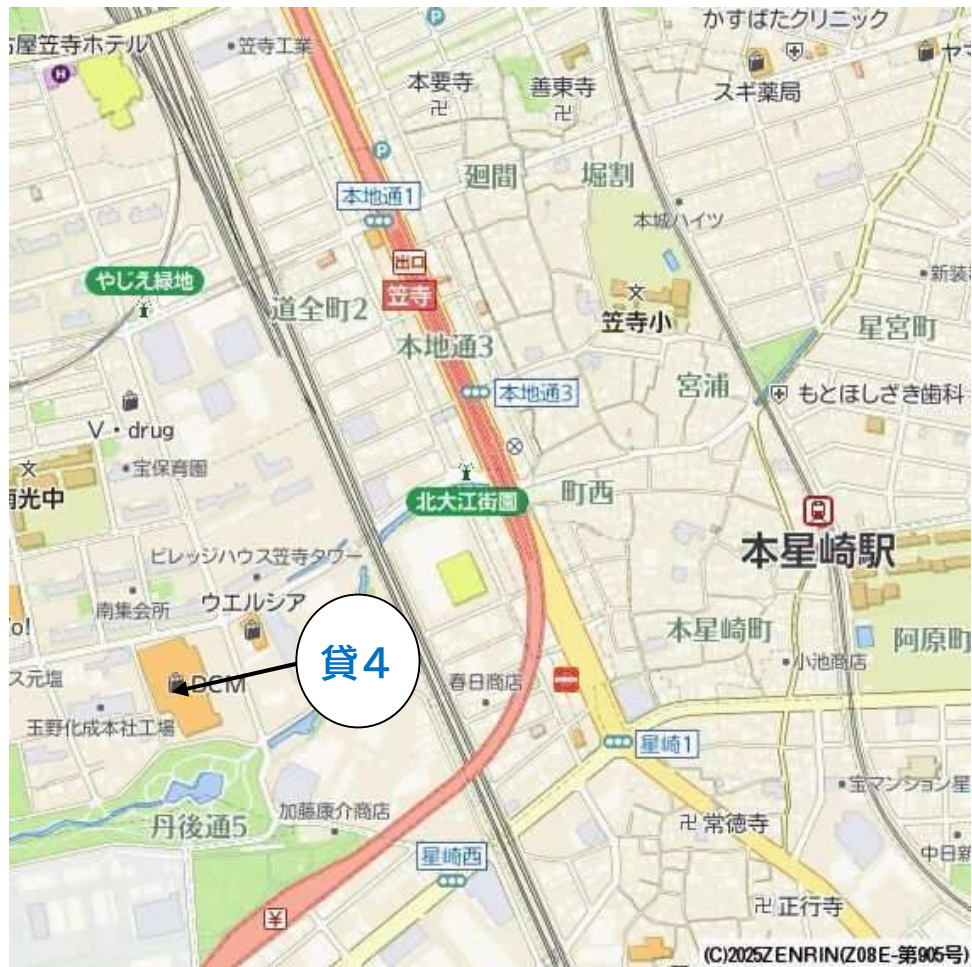 かすばたクリニック
屋笠寺ホテル
笠寺工業
ヤマ
本要寺
善東寺
スギ薬局
廻間
堀割
本地通1
本城ハイツ
出口
やじえ緑地
笠寺
新装
道全町2
笠寺小
星宮町
本地通3
宮浦
本地通3
もとほしざき歯科
V・drug
宝保育園
光中
北大江街園
町西
本星崎駅
ビレッジハウス笠寺タワー
南集会所
ウエルシア
本星崎町
阿原町
o!
貸4
小池商店
ス元塩
DCM
春日商店
玉野化成本社工場
星崎1
宝マンション星
加藤康介商店
常徳寺
丹後通5
星崎西
中日新
正行寺
(C)2025ZENRIN(Z08E-第905号)